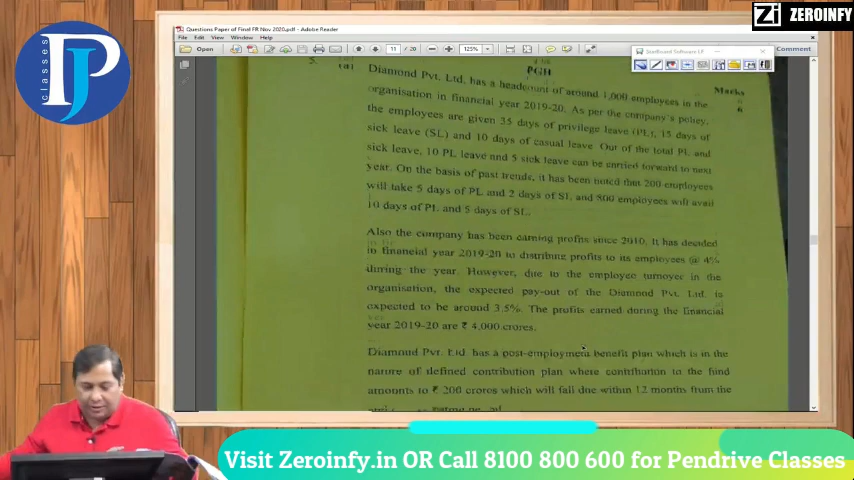 classes
PJ
Zi ZEROINFY
Questions Paper of Final FR Nov 2020.pdf - Adobe Reader
File Edit View Window Help
Open
11 / 20
125%
StarBoard Software LE
Comment
5.
(a)
PGH
Marks
6
Diamond Pvt. Ltd. has a headcount of around 1,000 employees in the
organisation in financial year 2019-20. As per the company's policy,
the employees are given 35 days of privilege leave (PL), 15 days of
sick leave (SL) and 10 days of casual leave. Out of the total PL and
sick leave, 10 PL leave and 5 sick leave can be carried forward to next
year. On the basis of past trends, it has been noted that 200 employees
will take 5 days of PL and 2 days of SL and 800 employees will avail
10 days of PL and 5 days of SL.
Also the company has been earning profits since 2010. It has decided
in financial year 2019-20 to distribute profits to its employees @ 4%
during the year. However, due to the employee turnover in the
organisation, the expected pay-out of the Diamond Pvt. Ltd. is
expected to be around 3.5%. The profits earned during the financial
year 2019-20 are ₹ 4,000 crores.
Diamond Pvt. Ltd. has a post-employment benefit plan which is in the
nature of defined contribution plan where contribution to the fund
amounts to ₹ 200 crores which will fall due within 12 months from the
Visit Zeroinfy.in OR Call 8100 800 600 for Pendrive Classes